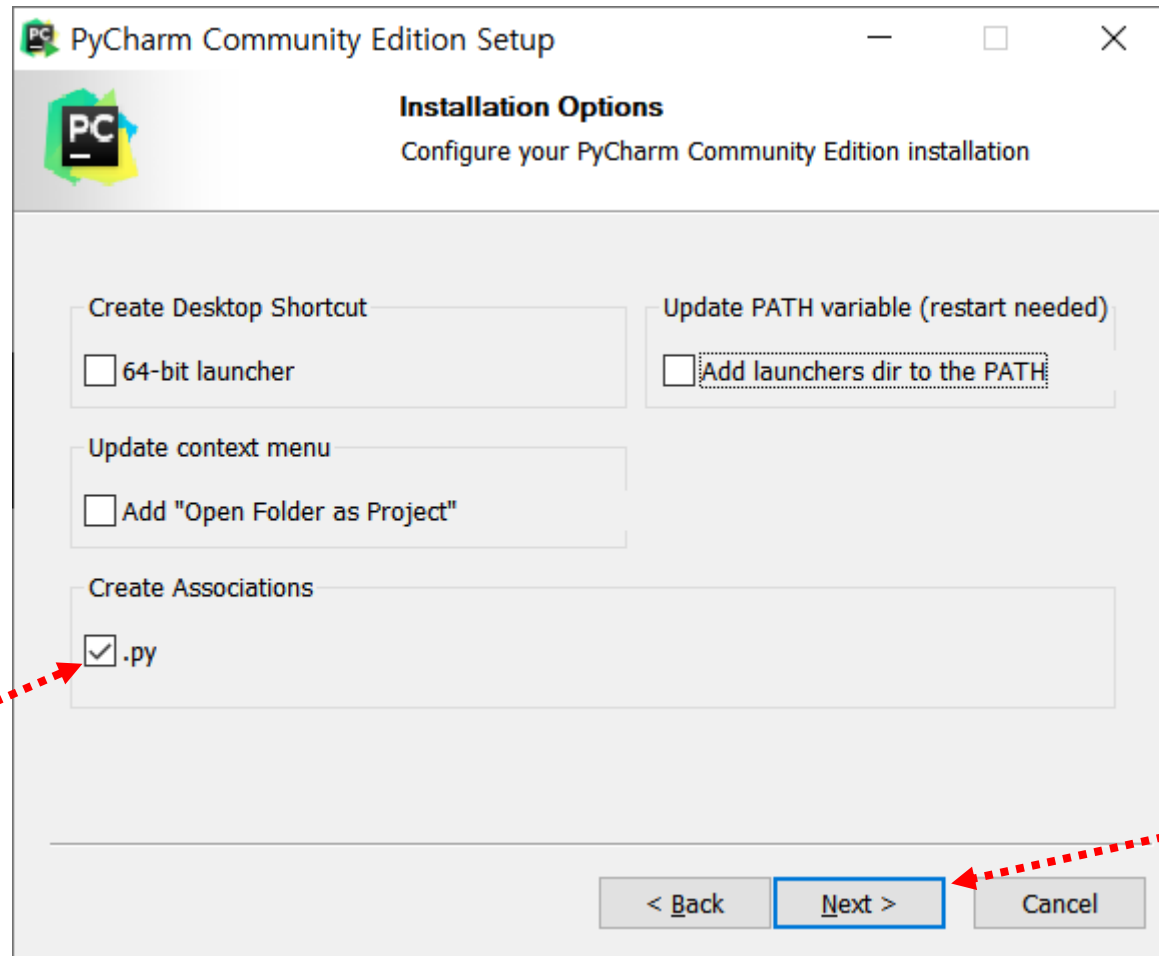 PyCharm Community Edition Setup
PC
Installation Options
Configure your PyCharm Community Edition installation
Create Desktop Shortcut
64-bit launcher
Update PATH variable (restart needed)
Add launchers dir to the PATH
Update context menu
Add "Open Folder as Project"
Create Associations
.py
< Back
Next >
Cancel